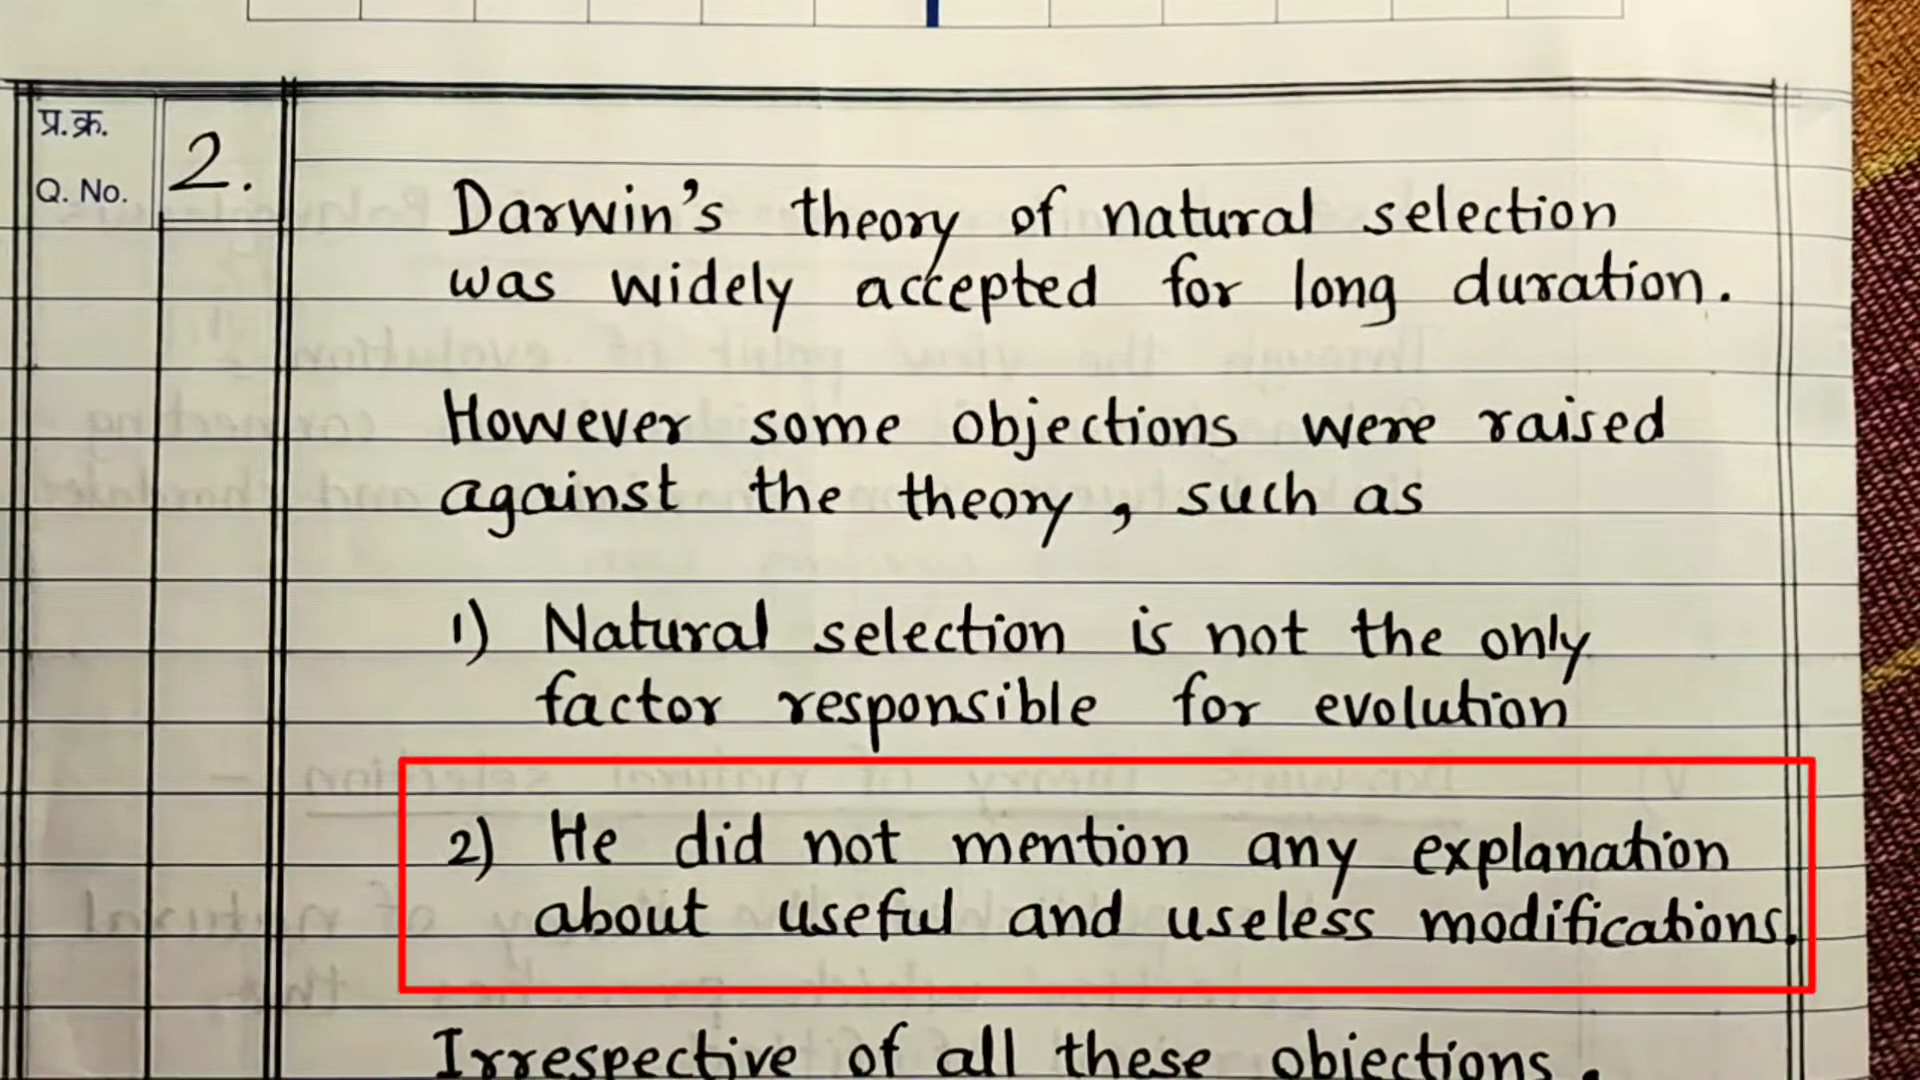 प्र.क्र.
Q. No.
2.
Darwin's theory of natural selection
was widely accepted for long duration.
However some objections were raised
against the theory, such as
1) Natural selection is not the only
factor responsible for evolution
2) He did not mention any explanation
about useful and useless modifications.
Irrespective of all these objections,